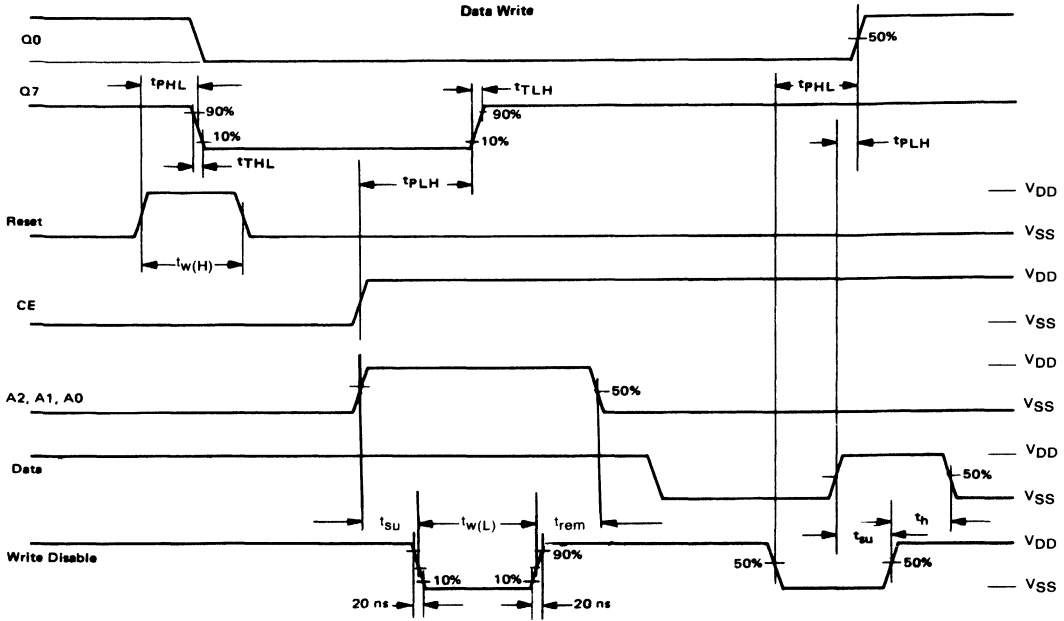 Data Write
Q0
50%
tPHL
tTLH
tPHL
Q7
90%
90%
10%
10%
tPLH
tTHL
tPLH
VDD
Reset
VSS
tw(H)
VDD
CE
VSS
VDD
50%
A2, A1, A0
VSS
VDD
Data
50%
VSS
tsu
tw(L)
trem
th
tsu
VDD
Write Disable
90%
50%
50%
10%
10%
VSS
20 ns
20 ns